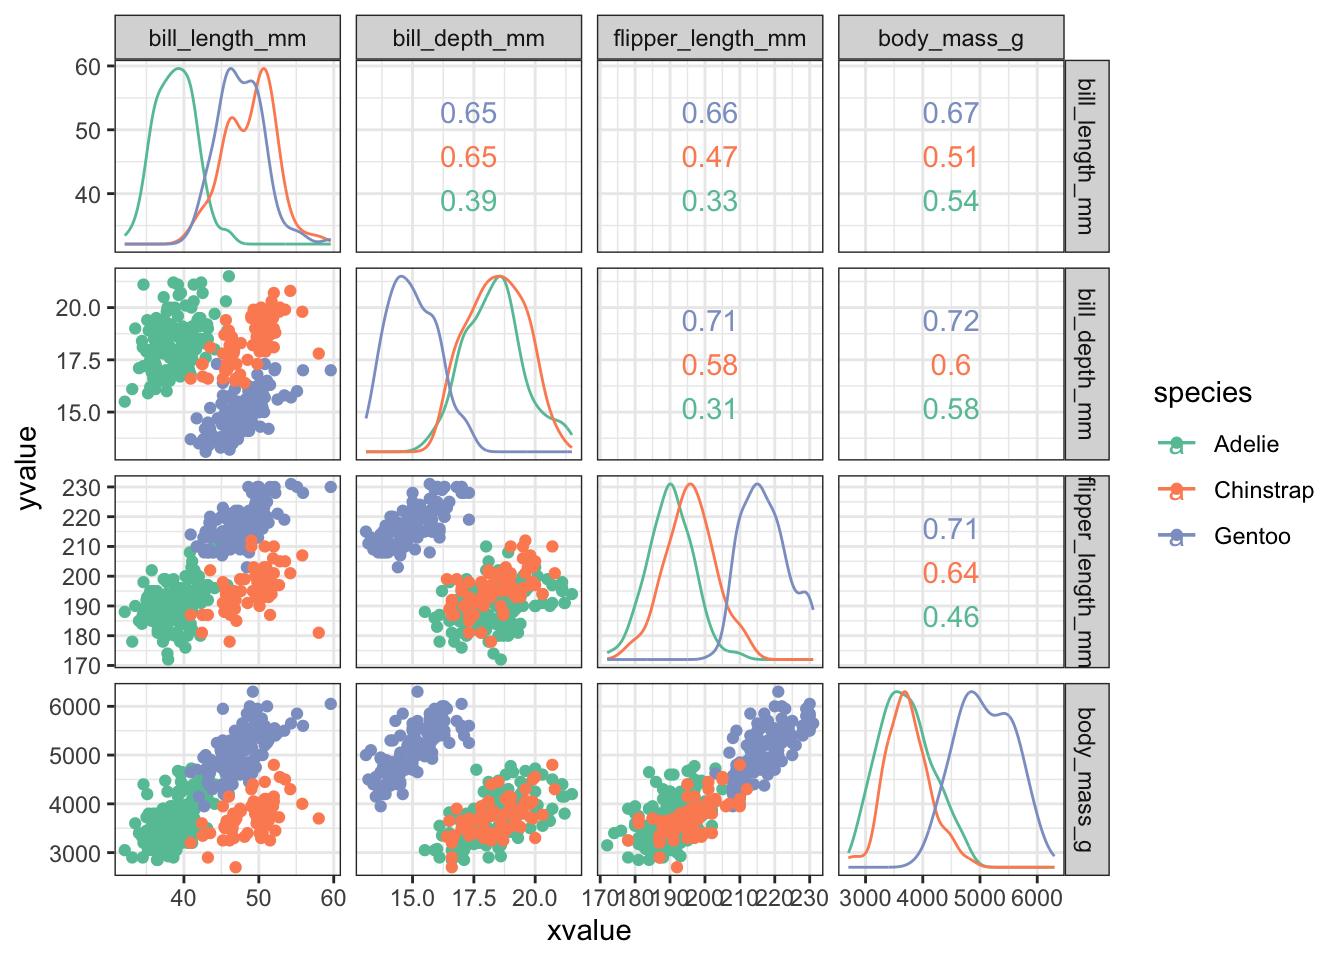 bill_length_mm bill_depth_mm flipper_length_mm body_mass_g
60
50
40
0.65 0.66 0.67
0.65 0.47 0.51
0.39 0.33 0.54
bill_length_mm
20.0
17.5
15.0
0.71 0.72
0.58 0.6
0.31 0.58
bill_depth_mm
230
220
210
200
190
180
170
0.71
0.64
0.46
flipper_length_mm
6000
5000
4000
3000
body_mass_g
40 50 60 15.0 17.5 20.0 170 180 190 200 210 220 230 3000 4000 5000 6000
xvalue
yvalue
species
a Adelie
a Chinstrap
a Gentoo